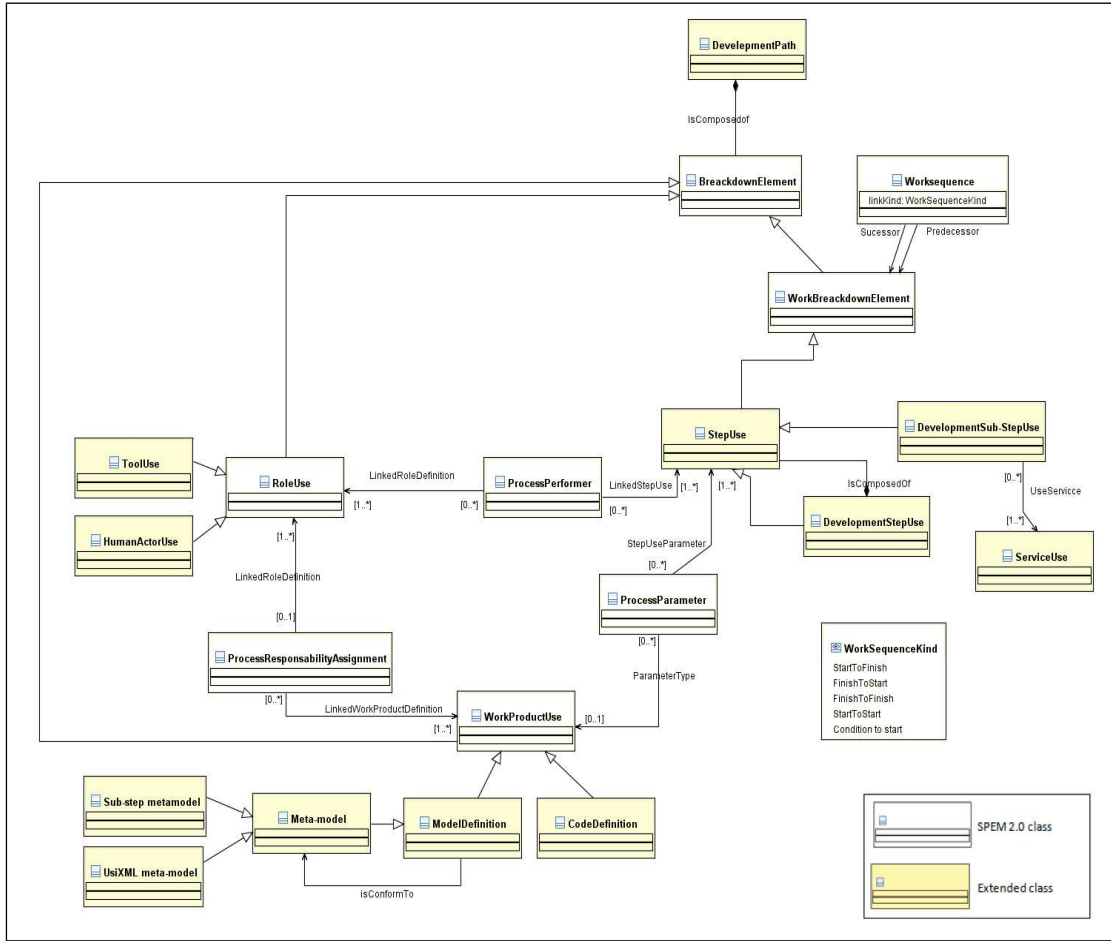 DevelepmentPath
IsComposedof
BreackdownElement
Worksequence
linkKind: WorkSequenceKind
Sucessor
Predecessor
WorkBreackdownElement
StepUse
DevelopmentSub-StepUse
ToolUse
RoleUse
LinkedRoleDefinition
ProcessPerformer
LinkedStepUse
[1..*]
[0..*]
[0..*]
[1..*]
[1..*]
IsComposedOf
[0..*]
UseServicce
HumanActorUse
[1..*]
StepUseParameter
DevelopmentStepUse
[1..*]
ServiceUse
LinkedRoleDefinition
[0..*]
ProcessParameter
[0..1]
[0..*]
ProcessResponsabilityAssignment
ParameterType
WorkSequenceKind
StartToFinish
FinishToStart
FinishToFinish
StartToStart
Condition to start
[0..*]
LinkedWorkProductDefinition
[1..*]
WorkProductUse
[0..1]
Sub-step metamodel
Meta-model
ModelDefinition
CodeDefinition
UsiXML meta-model
isConformTo
SPEM 2.0 class
Extended class